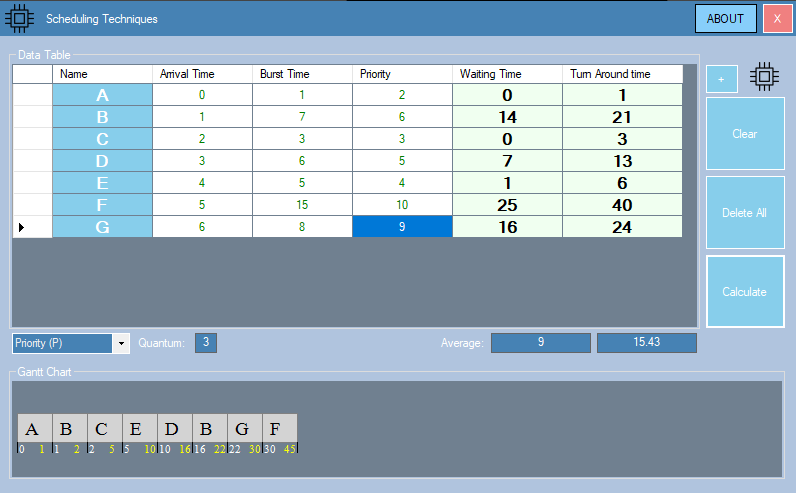 Scheduling Techniques ABOUT X
Data Table
Name Arrival Time Burst Time Priority Waiting Time Turn Around time
A 0 1 2 0 1
B 1 7 6 14 21
C 2 3 3 0 3
D 3 6 5 7 13
E 4 5 4 1 6
F 5 15 10 25 40
G 6 8 9 16 24
+
Clear
Delete All
Calculate
Priority (P) Quantum: 3 Average: 9 15.43
Gantt Chart
A B C E D B G F
0 1 1 2 2 5 5 10 10 16 16 22 22 30 30 45